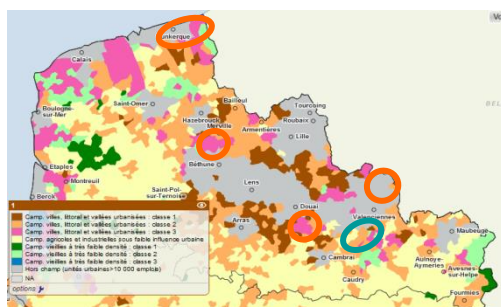 Vo
Dunkerque
Calais
BEL
Boulogne-
sur-Mer
Saint-Omer
Bailleul
Tourcoing
Hazebrouck
Merville
Armentières
Roubaix
Lille
Etaples
Béthune
Montreuil
Lens
Berck
Saint-Pol-
sur-Ternoise
Douai
Valenciennes
Arras
Maubeuge
Cambrai
Caudry
Aulnoye-
Aymeries
Avesnes-
sur-Helpe
Fourmies
1
Camp. villes, littoral et vallées urbanisées : classe 1
Camp. villes, littoral et vallées urbanisées : classe 2
Camp. villes, littoral et vallées urbanisées : classe 3
Camp. agricoles et industrielles sous faible influence urbaine
Camp. vieillies à très faible densité : classe 1
Camp. vieillies à très faible densité : classe 2
Camp. vieillies à très faible densité : classe 3
Hors champ (unités urbaines>10 000 emplois)
NA
options